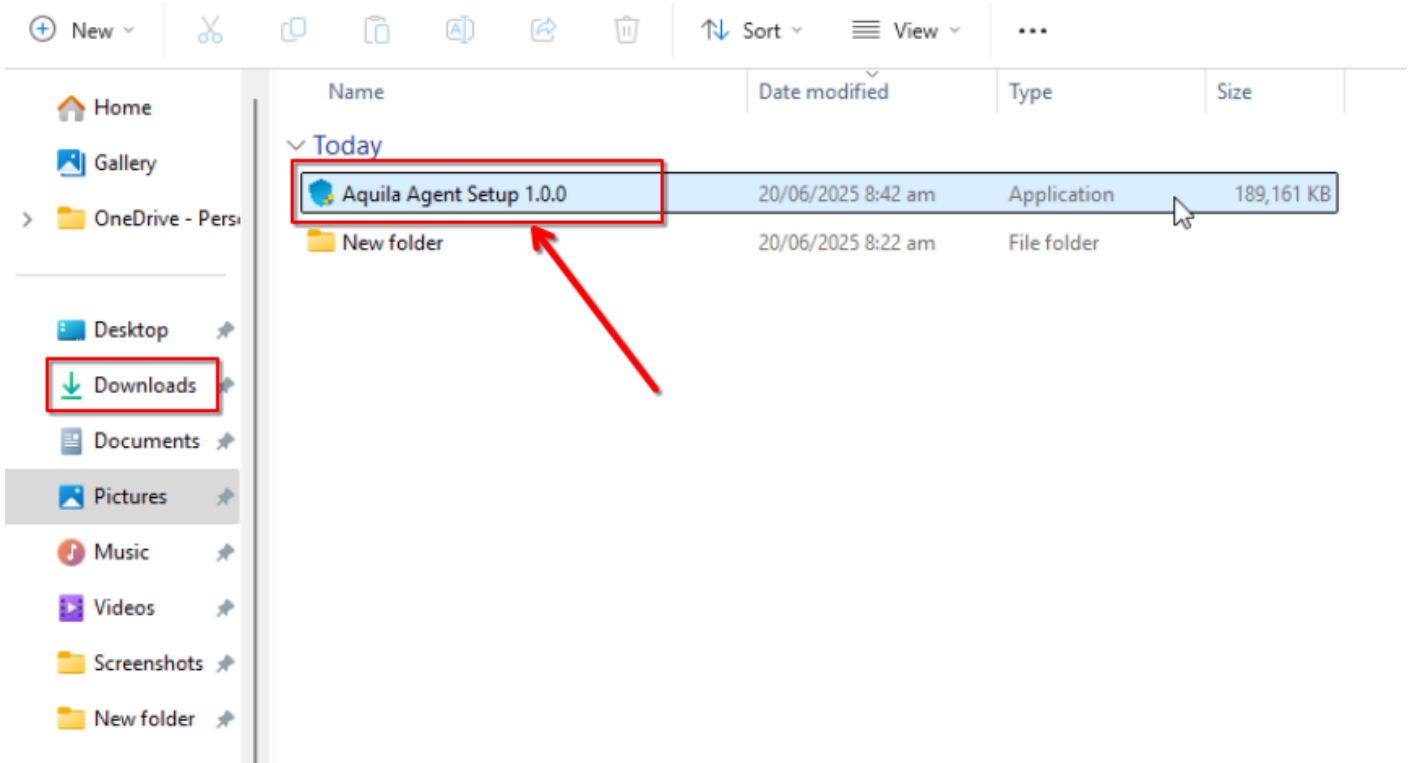 New Sort View
Name Date modified Type Size
Home
Today
Gallery
Aquila Agent Setup 1.0.0 20/06/2025 8:42 am Application 189,161 KB
OneDrive - Pers
New folder 20/06/2025 8:22 am File folder
Desktop
Downloads
Documents
Pictures
Music
Videos
Screenshots
New folder